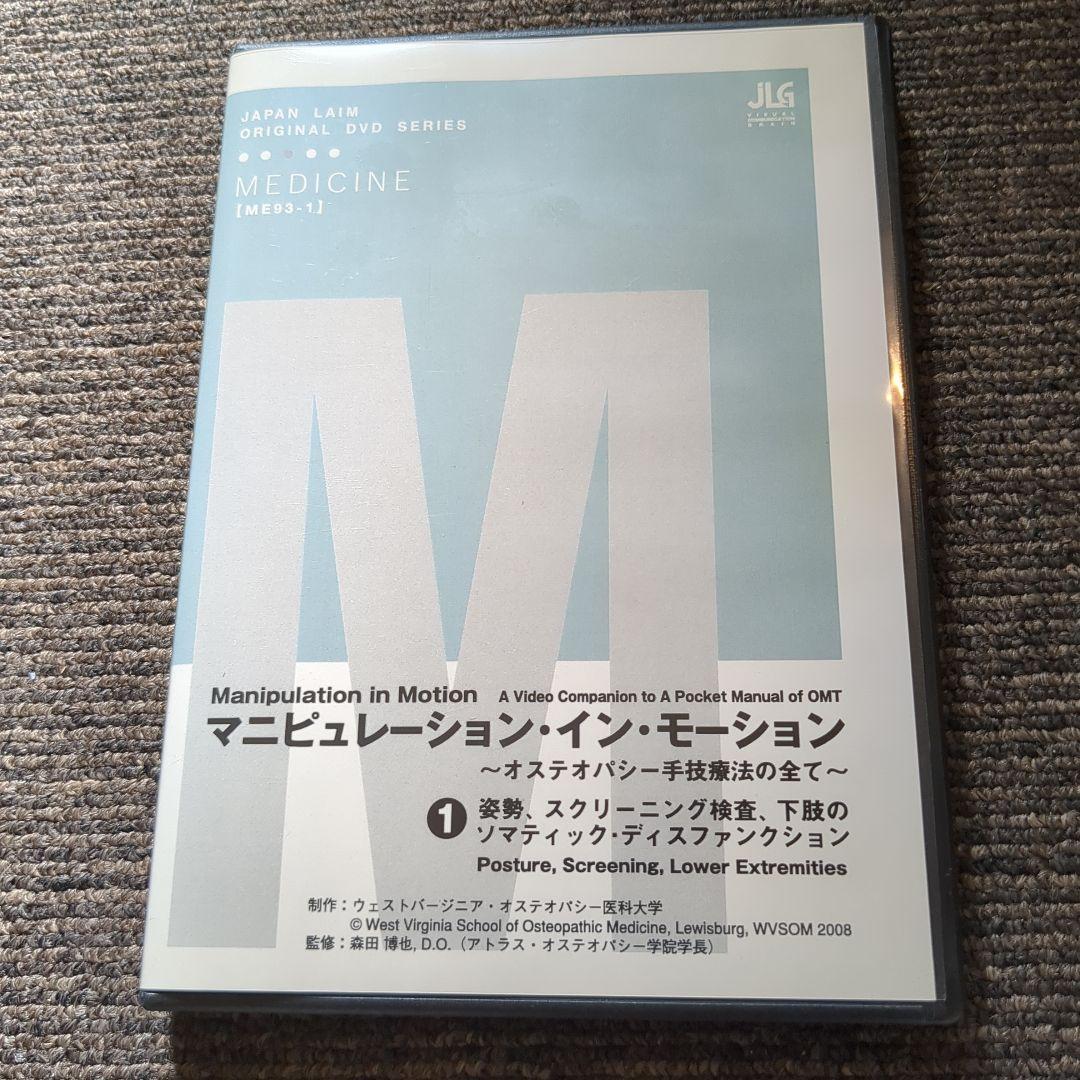 JAPAN LAIM
ORIGINAL DVD SERIES
MEDICINE
【ME93-1】
JLG
VISUAL
BRAIN
M
Manipulation in Motion A Video Companion to A Pocket Manual of OMT
マニピュレーション・イン・モーション
〜オステオパシー手技療法の全て〜
❶ 姿勢、スクリーニング検査、下肢の
ソマティック・ディスファンクション
Posture, Screening, Lower Extremities
制作：ウェストバージニア・オステオパシー医科大学
© West Virginia School of Osteopathic Medicine, Lewisburg, WVSOM 2008
監修：森田 博也, D.O.（アトラス・オステオパシー学院学長）